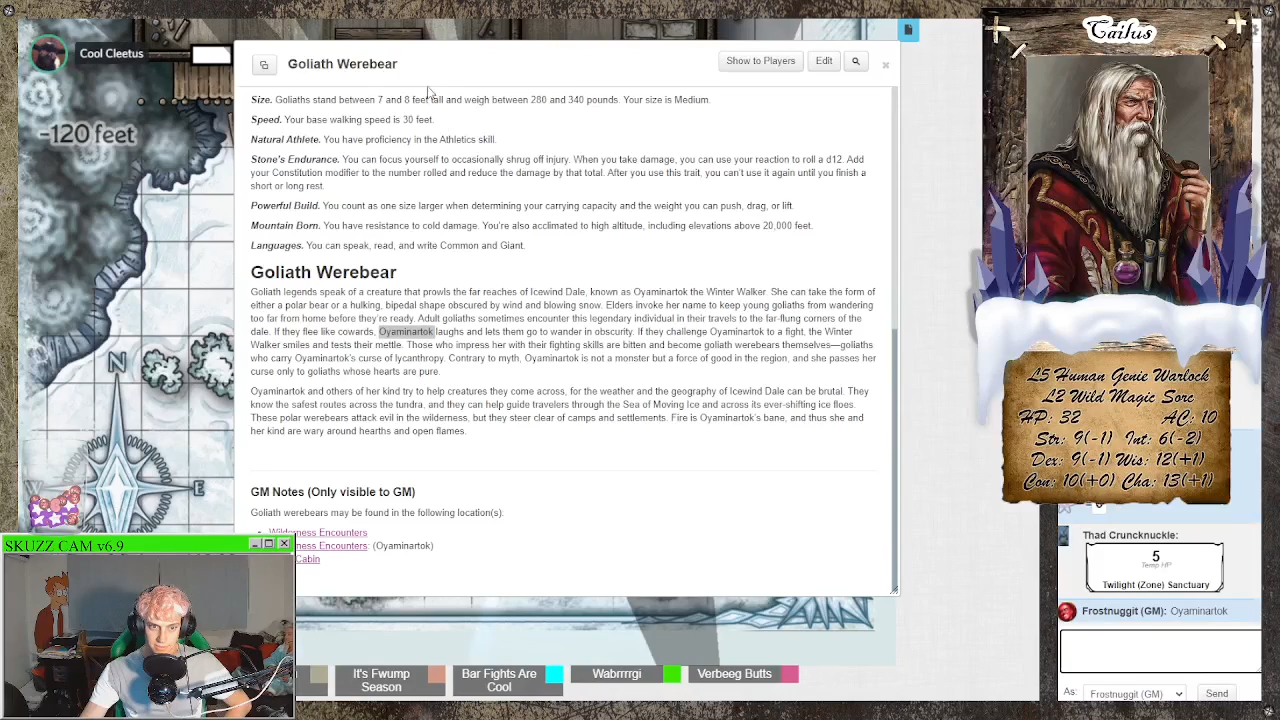 Cool Cleetus
-120 feet
Goliath Werebear
Show to Players
Edit
Size. Goliaths stand between 7 and 8 feet tall and weigh between 280 and 340 pounds. Your size is Medium.
Speed. Your base walking speed is 30 feet.
Natural Athlete. You have proficiency in the Athletics skill.
Stone's Endurance. You can focus yourself to occasionally shrug off injury. When you take damage, you can use your reaction to roll a d12. Add
your Constitution modifier to the number rolled and reduce the damage by that total. After you use this trait, you can't use it again until you finish a
short or long rest.
Powerful Build. You count as one size larger when determining your carrying capacity and the weight you can push, drag, or lift.
Mountain Born. You have resistance to cold damage. You're also acclimated to high altitude, including elevations above 20,000 feet.
Languages. You can speak, read, and write Common and Giant.
Goliath Werebear
Goliath legends speak of a creature that prowls the far reaches of Icewind Dale, known as Oyaminartok the Winter Walker. She can take the form of
either a polar bear or a hulking, bipedal shape obscured by wind and blowing snow. Elders invoke her name to keep young goliaths from wandering
too far from home before they're ready. Adult goliaths sometimes encounter this legendary individual in their travels to the far-flung corners of the
dale. If they flee like cowards, Oyaminartok laughs and lets them go to wander in obscurity. If they challenge Oyaminartok to a fight, the Winter
Walker smiles and tests their mettle. Those who impress her with their fighting skills are bitten and become goliath werebears themselves—goliaths
who carry Oyaminartok's curse of lycanthropy. Contrary to myth, Oyaminartok is not a monster but a force of good in the region, and she passes her
curse only to goliaths whose hearts are pure.
Oyaminartok and others of her kind try to help creatures they come across, for the weather and the geography of Icewind Dale can be brutal. They
know the safest routes across the tundra, and they can help guide travelers through the Sea of Moving Ice and across its ever-shifting ice floes.
These polar werebears attack evil in the wilderness, but they steer clear of camps and settlements. Fire is Oyaminartok's bane, and thus she and
her kind are wary around hearths and open flames.
GM Notes (Only visible to GM)
Goliath werebears may be found in the following location(s):
Wilderness Encounters
ness Encounters: (Oyaminartok)
Cabin
N
E
SKUZZ CAM v6.9
It's Fwump
Season
Bar Fights Are
Cool
Wabrrrrgi
Verbeeg Butts
Tailus
L5 Human Genie Warlock
L2 Wild Magic Sorc
HP: 32 AC: 10
Str: 9(-1) Int: 6(-2)
Dex: 9(-1) Wis: 12(+1)
Con: 10(+0) Cha: 13(+1)
Thad Cruncknuckle:
5
Temp HP
Twilight (Zone) Sanctuary
Frostnuggit (GM): Oyaminartok
As: Frostnuggit (GM) Send